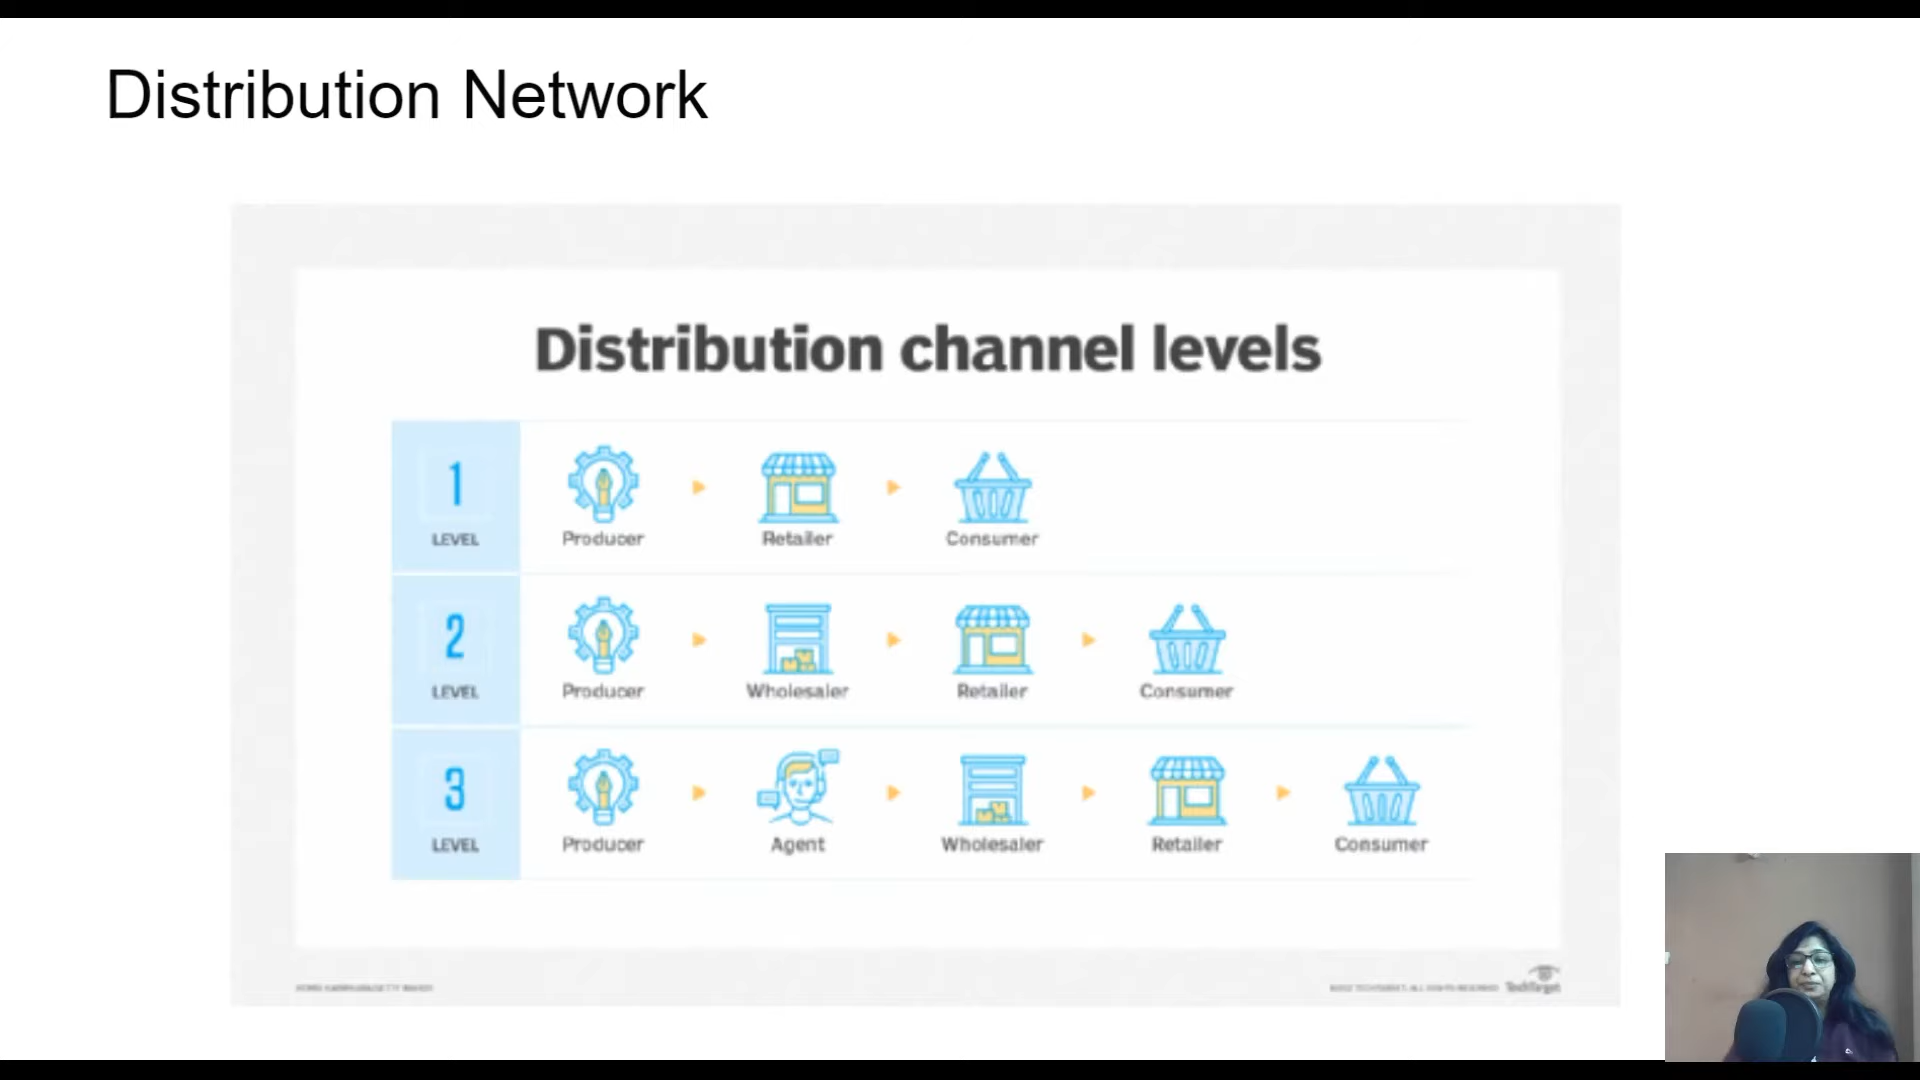 Distribution Network
Distribution channel levels
1
LEVEL
Producer
Retailer
Consumer
2
LEVEL
Producer
Wholesaler
Retailer
Consumer
3
LEVEL
Producer
Agent
Wholesaler
Retailer
Consumer
TechTarget